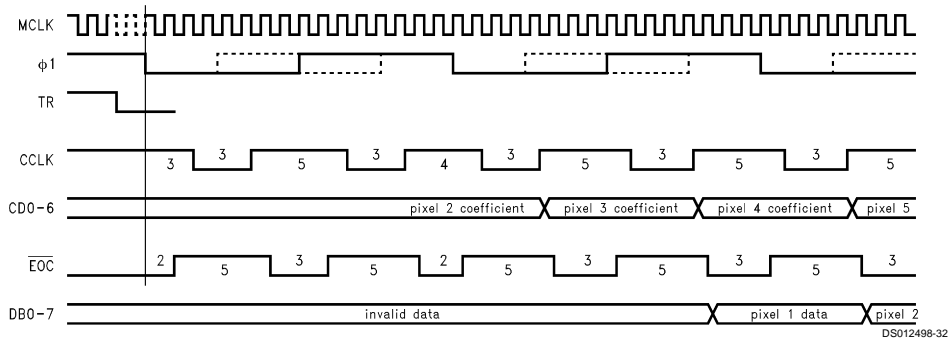 MCLK
ϕ1
TR
CCLK 3 3 5 3 4 3 5 3 5 3 5
CD0-6 pixel 2 coefficient pixel 3 coefficient pixel 4 coefficient pixel 5
EOC 2 5 3 5 2 5 3 5 3 5 3
DB0-7 invalid data pixel 1 data pixel 2
DS012498-32